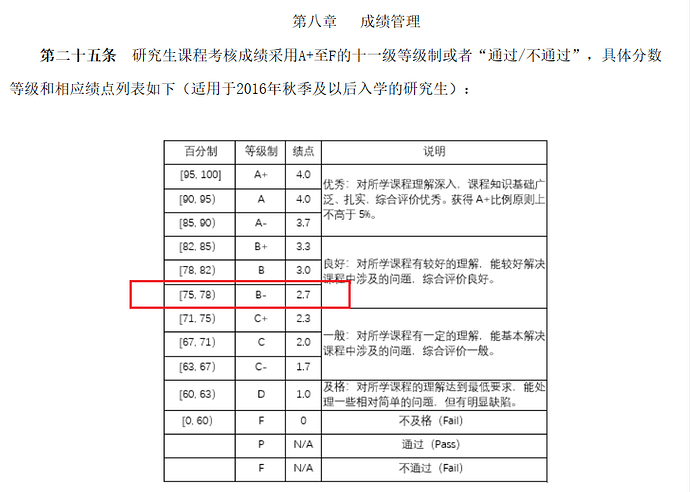 第八章 成绩管理
第二十五条 研究生课程考核成绩采用A+至F的十一级等级制或者“通过/不通过”，具体分数
等级和相应绩点列表如下（适用于2016年秋季及以后入学的研究生）：
百分制 等级制 绩点 说明
[95, 100] A+ 4.0
[90, 95) A 4.0
[85, 90) A- 3.7
优秀：对所学课程理解深入，课程知识基础广
泛、扎实，综合评价优秀。获得 A+比例原则上
不高于 5%。
[82, 85) B+ 3.3
[78, 82) B 3.0
[75, 78) B- 2.7
良好：对所学课程有较好的理解，能较好解决
课程中涉及的问题，综合评价良好。
[71, 75) C+ 2.3
[67, 71) C 2.0
[63, 67) C- 1.7
一般：对所学课程有一定的理解，能基本解决
课程中涉及的问题，综合评价一般。
[60, 63) D 1.0
及格：对所学课程的理解达到最低要求，能处
理一些相对简单的问题，但有明显缺陷。
[0, 60) F 0 不及格（Fail）
P N/A 通过（Pass）
F N/A 不通过（Fail）